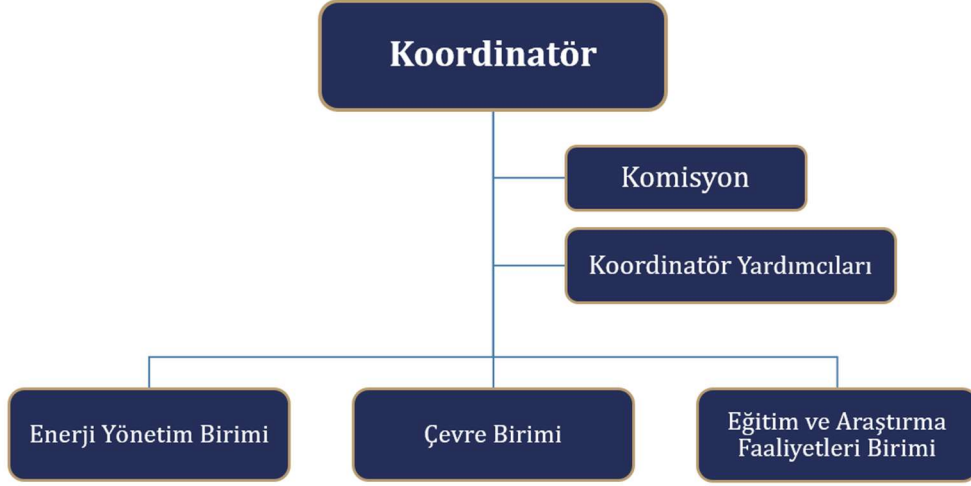 Koordinatör
Komisyon
Koordinatör Yardımcıları
Enerji Yönetim Birimi
Çevre Birimi
Eğitim ve Araştırma
Faaliyetleri Birimi